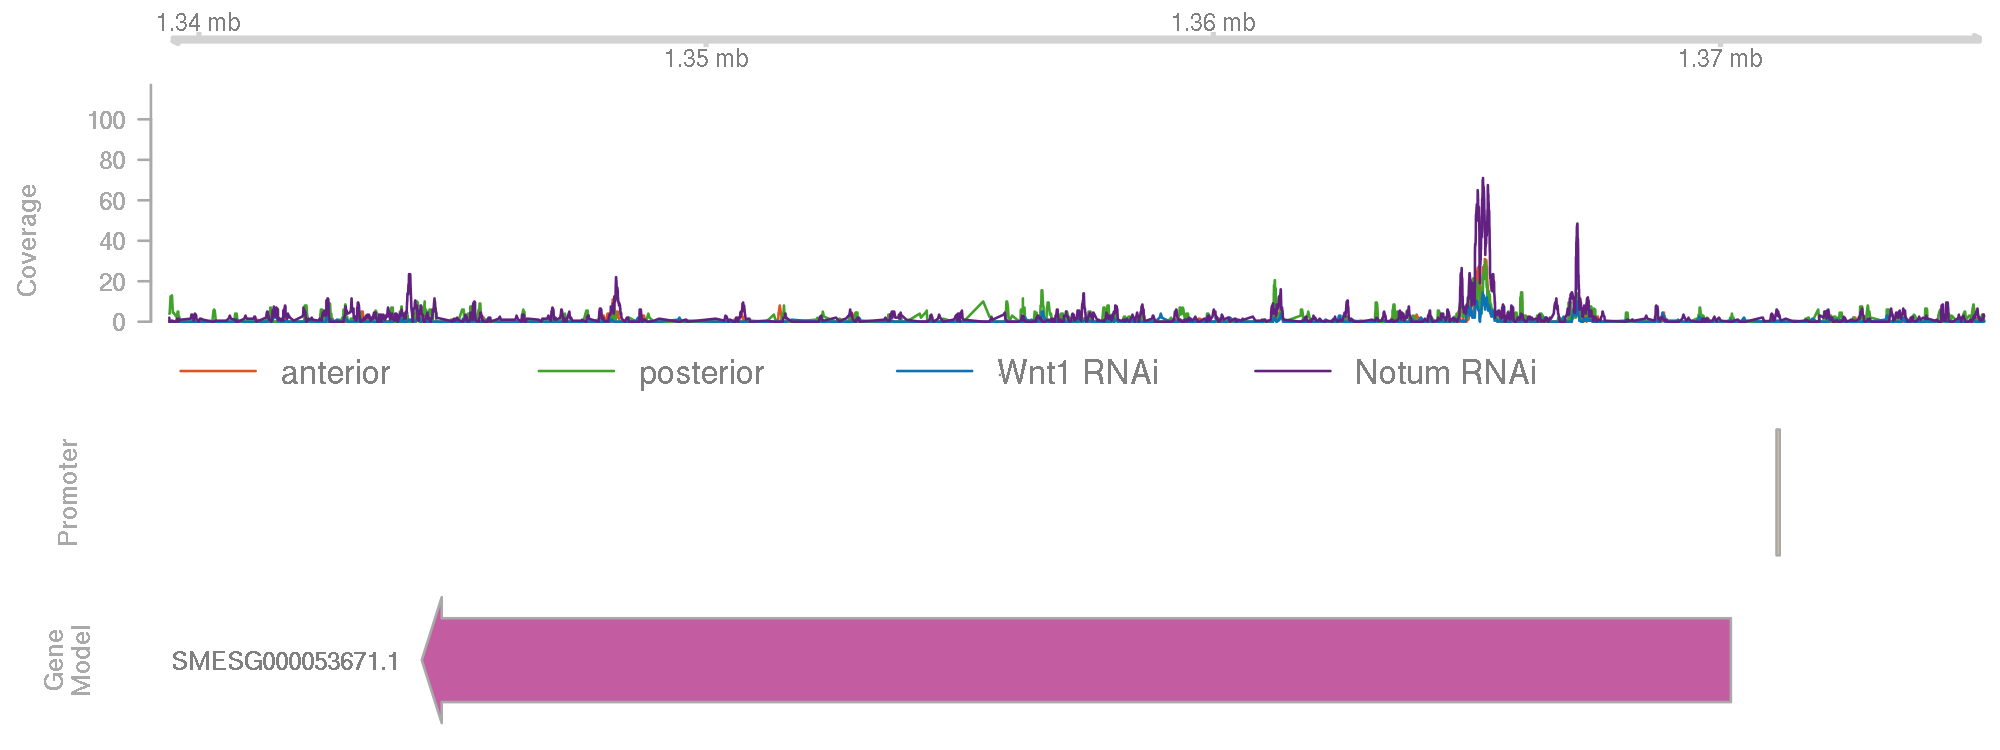 1.34 mb
1.36 mb
1.35 mb
1.37 mb
Coverage
100
80
60
40
20
0
anterior
posterior
Wnt1 RNAi
Notum RNAi
Promoter
Gene
Model
SMESG000053671.1